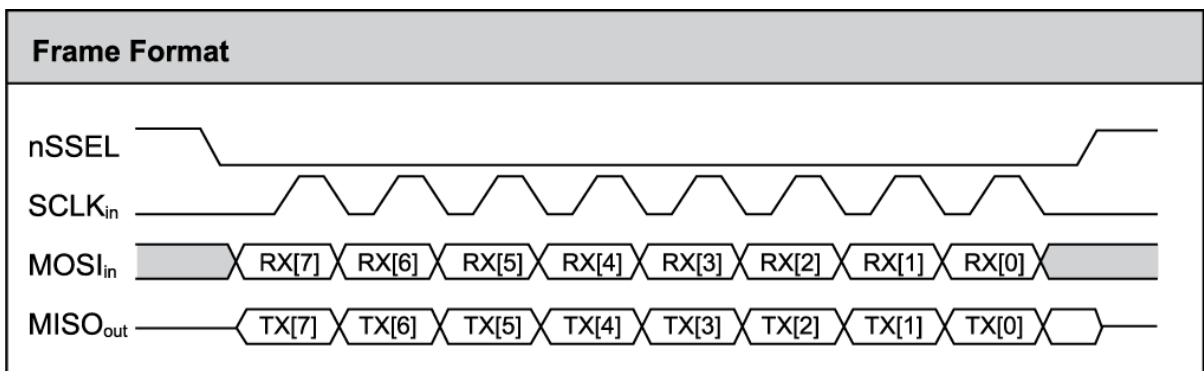 Frame Format
nSSEL
SCLKin
MOSIin RX[7] RX[6] RX[5] RX[4] RX[3] RX[2] RX[1] RX[0]
MISOout TX[7] TX[6] TX[5] TX[4] TX[3] TX[2] TX[1] TX[0]